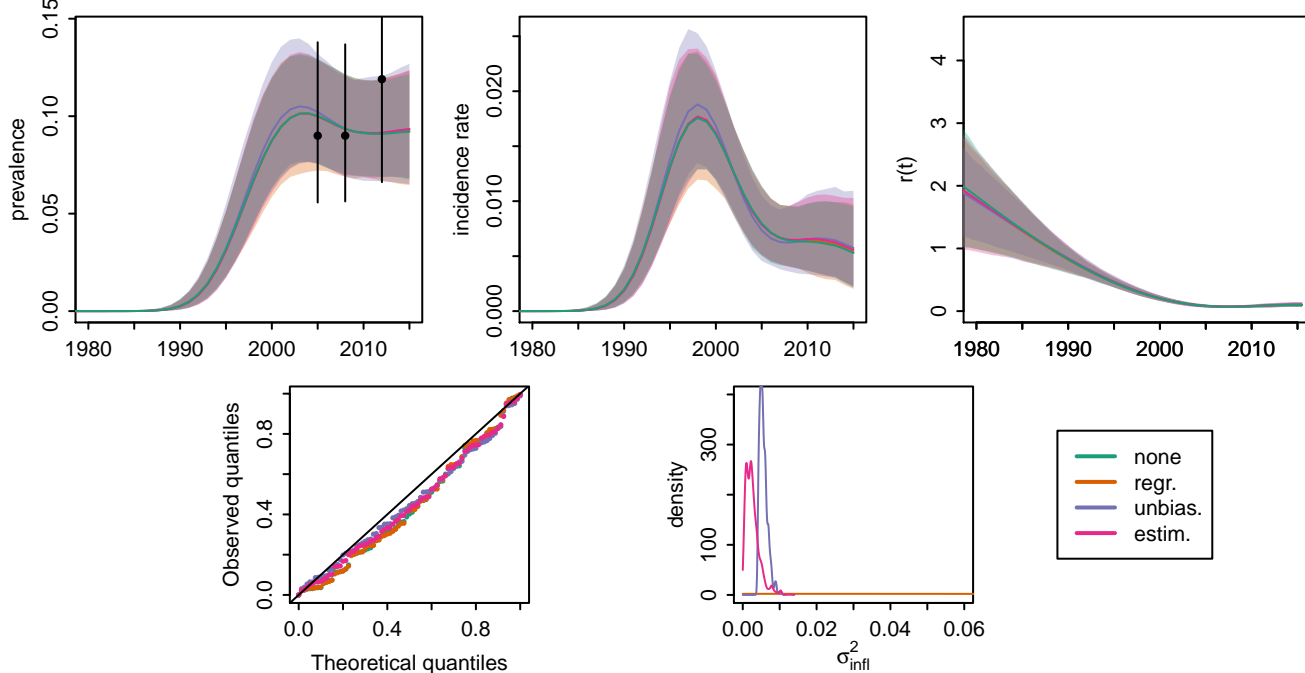 prevalence
0.00 0.05 0.10 0.15
1980 1990 2000 2010
incidence rate
0.000 0.010 0.020
1980 1990 2000 2010
r(t)
0 1 2 3 4
1980 1990 2000 2010
Observed quantiles
0.0 0.4 0.8
0.0 0.4 0.8
Theoretical quantiles
density
0 100 300
0.00 0.02 0.04 0.06
σ²infl
none
regr.
unbias.
estim.